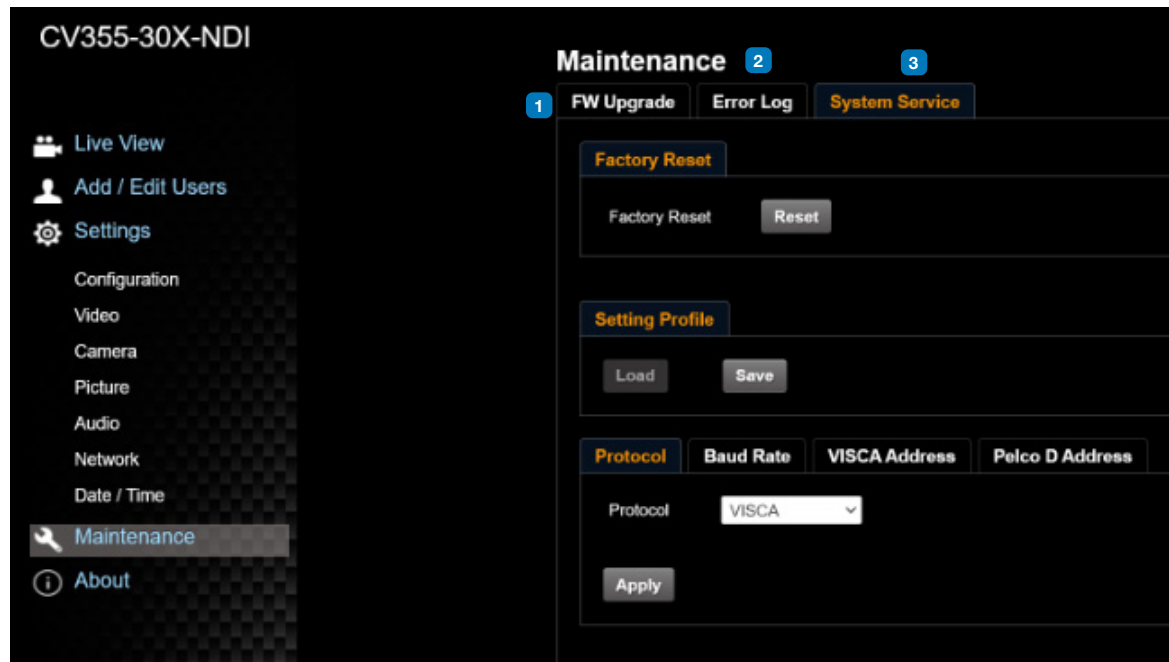 CV355-30X-NDI
Live View
Add / Edit Users
Settings
Configuration
Video
Camera
Picture
Audio
Network
Date / Time
Maintenance
About
Maintenance 2 3
1 FW Upgrade Error Log System Service
Factory Reset
Factory Reset Reset
Setting Profile
Load Save
Protocol Baud Rate VISCA Address Pelco D Address
Protocol VISCA
Apply